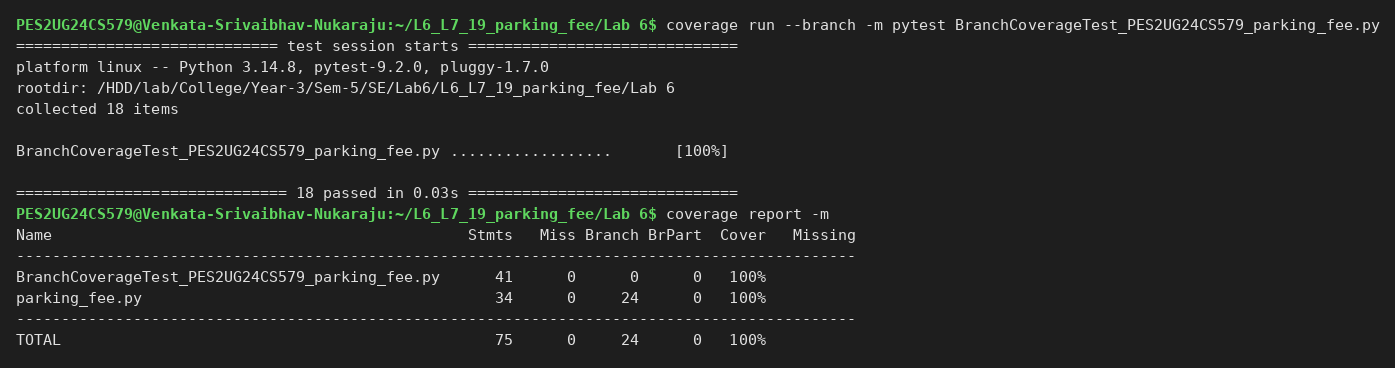 PES2UG24CS579@Venkata-Srivaibhav-Nukaraju:~/L6_L7_19_parking_fee/Lab 6$ coverage run --branch -m pytest BranchCoverageTest_PES2UG24CS579_parking_fee.py
============================= test session starts ==============================
platform linux -- Python 3.14.8, pytest-9.2.0, pluggy-1.7.0
rootdir: /HDD/lab/College/Year-3/Sem-5/SE/Lab6/L6_L7_19_parking_fee/Lab 6
collected 18 items

BranchCoverageTest_PES2UG24CS579_parking_fee.py ..................       [100%]

============================== 18 passed in 0.03s ==============================
PES2UG24CS579@Venkata-Srivaibhav-Nukaraju:~/L6_L7_19_parking_fee/Lab 6$ coverage report -m
Name                                              Stmts   Miss Branch BrPart  Cover   Missing
---------------------------------------------------------------------------------------------
BranchCoverageTest_PES2UG24CS579_parking_fee.py      41      0      0      0   100%
parking_fee.py                                       34      0     24      0   100%
---------------------------------------------------------------------------------------------
TOTAL                                                75      0     24      0   100%